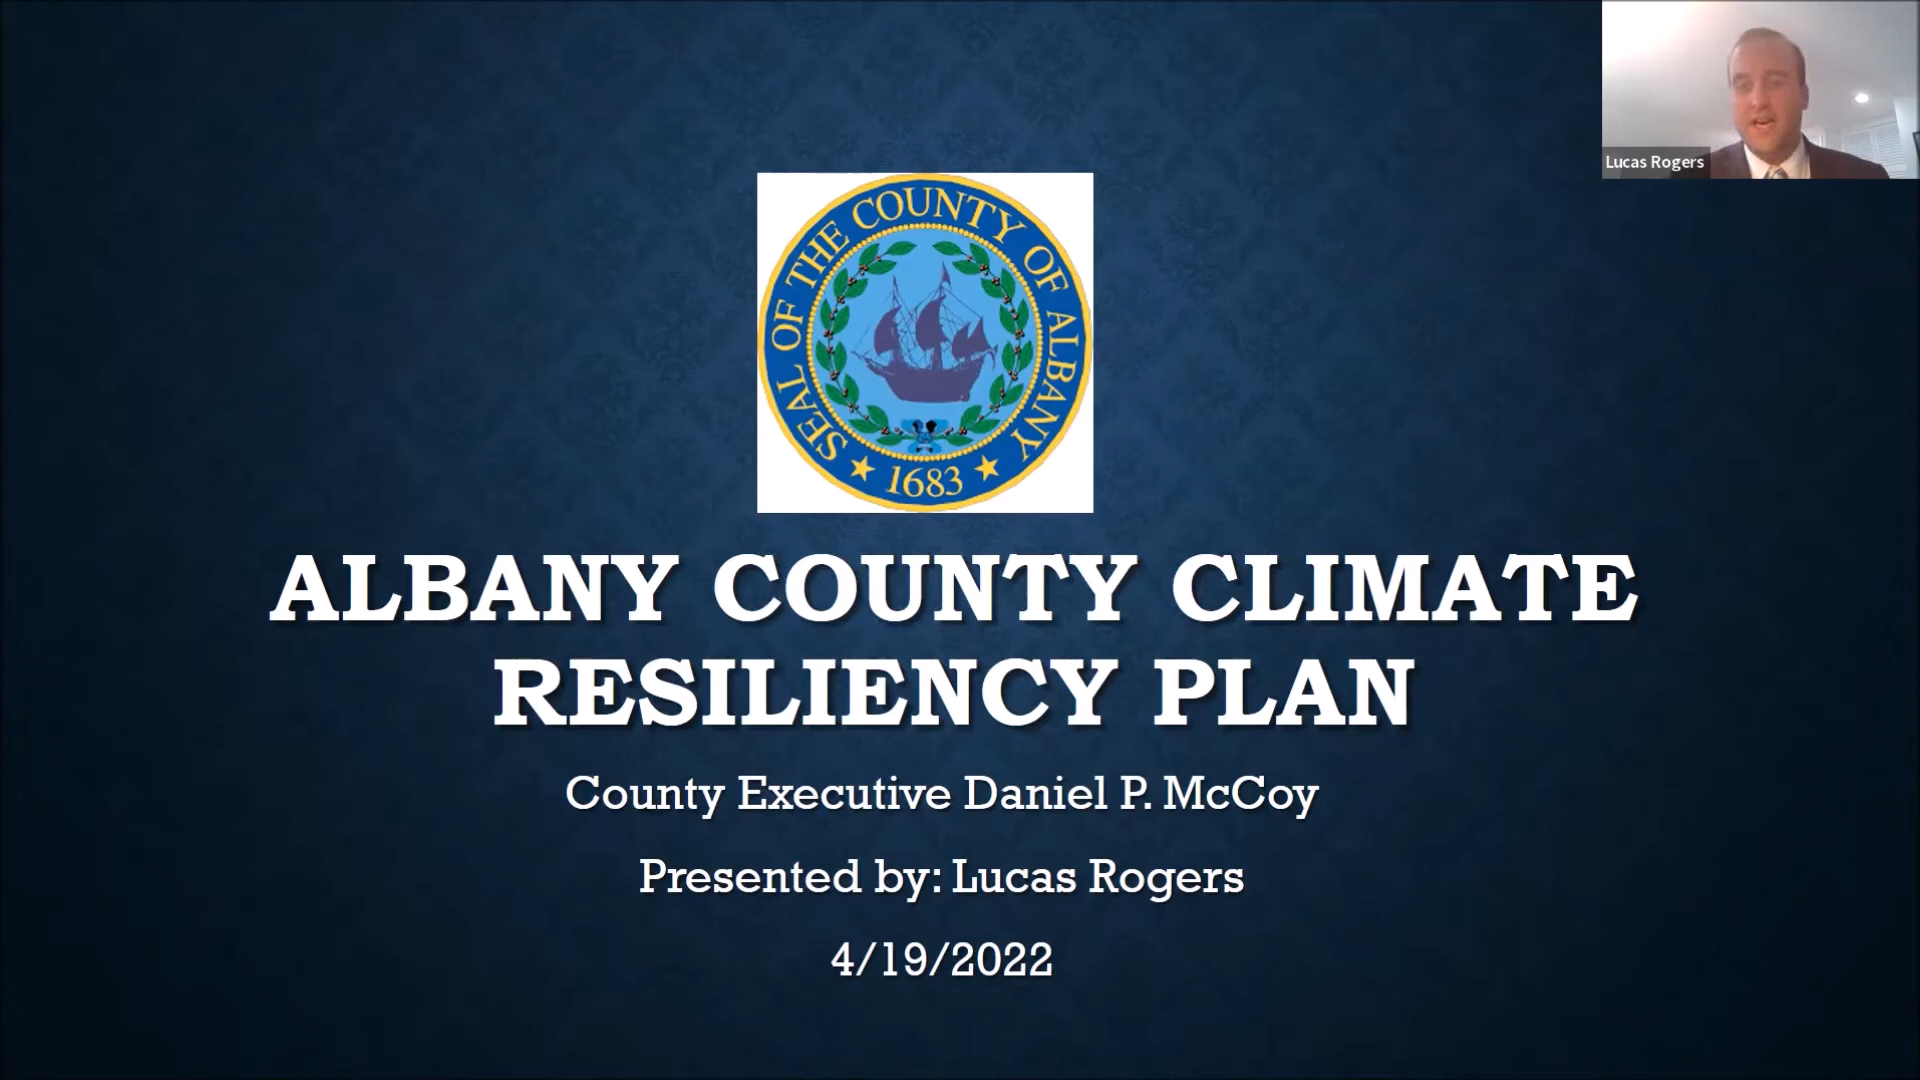 Lucas Rogers
SEAL OF THE COUNTY OF ALBANY
1683
ALBANY COUNTY CLIMATE
RESILIENCY PLAN
County Executive Daniel P. McCoy
Presented by: Lucas Rogers
4/19/2022